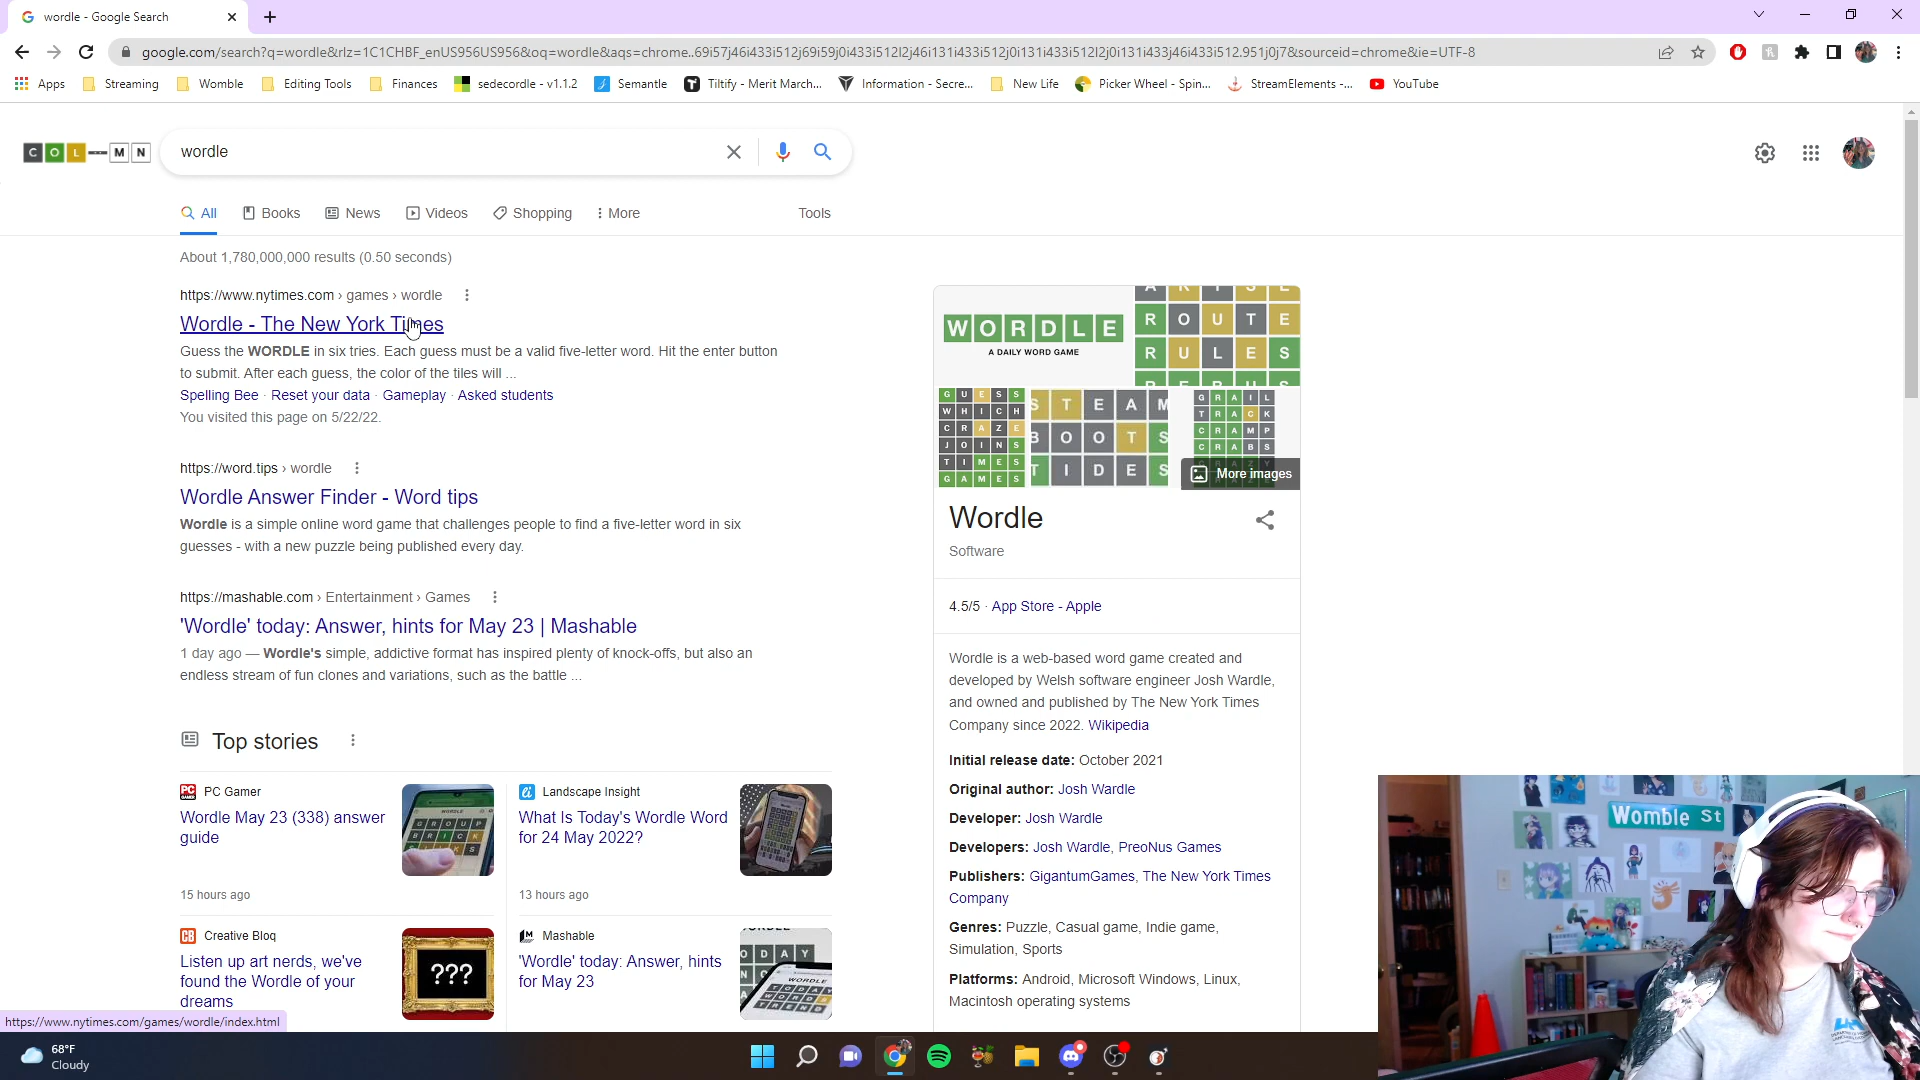 wordle - Google Search
google.com/search?q=wordle&rlz=1C1CHBF_enUS956US956&oq=wordle&aqs=chrome..69i57j46i433i512j69i59j0i433i512l2j46i131i433i512j0i131i433i512l2j0i131i433j46i433i512.951j0j7&sourceid=chrome&ie=UTF-8
Apps Streaming Womble Editing Tools Finances sedecordle - v1.1.2 Semantle Tiltify - Merit March... Information - Secre... New Life Picker Wheel - Spin... StreamElements -... YouTube
C O L M N
wordle
All Books News Videos Shopping More Tools
About 1,780,000,000 results (0.50 seconds)
https://www.nytimes.com › games › wordle
Wordle - The New York Times
Guess the WORDLE in six tries. Each guess must be a valid five-letter word. Hit the enter button
to submit. After each guess, the color of the tiles will ...
Spelling Bee · Reset your data · Gameplay · Asked students
You visited this page on 5/22/22.
https://word.tips › wordle
Wordle Answer Finder - Word tips
Wordle is a simple online word game that challenges people to find a five-letter word in six
guesses - with a new puzzle being published every day.
https://mashable.com › Entertainment › Games
'Wordle' today: Answer, hints for May 23 | Mashable
1 day ago — Wordle's simple, addictive format has inspired plenty of knock-offs, but also an
endless stream of fun clones and variations, such as the battle ...
Top stories
PC Gamer
Wordle May 23 (338) answer
guide
15 hours ago
GROUP
BRICK
Landscape Insight
What Is Today's Wordle Word
for 24 May 2022?
13 hours ago
Creative Bloq
Listen up art nerds, we've
found the Wordle of your
dreams
???
Mashable
'Wordle' today: Answer, hints
for May 23
WORDLE
A DAILY WORD GAME
ROUTE
RULES
GUESS
WHICH
CRAZE
JOINS
TIMES
GAMES
STEAM
BOOTS
TIDES
GRAIL
TRACK
CRAMP
CRABS
More images
Wordle
Software
4.5/5 · App Store - Apple
Wordle is a web-based word game created and
developed by Welsh software engineer Josh Wardle,
and owned and published by The New York Times
Company since 2022. Wikipedia
Initial release date: October 2021
Original author: Josh Wardle
Developer: Josh Wardle
Developers: Josh Wardle, PreoNus Games
Publishers: GigantumGames, The New York Times
Company
Genres: Puzzle, Casual game, Indie game,
Simulation, Sports
Platforms: Android, Microsoft Windows, Linux,
Macintosh operating systems
Womble St
https://www.nytimes.com/games/wordle/index.html
68°F
Cloudy